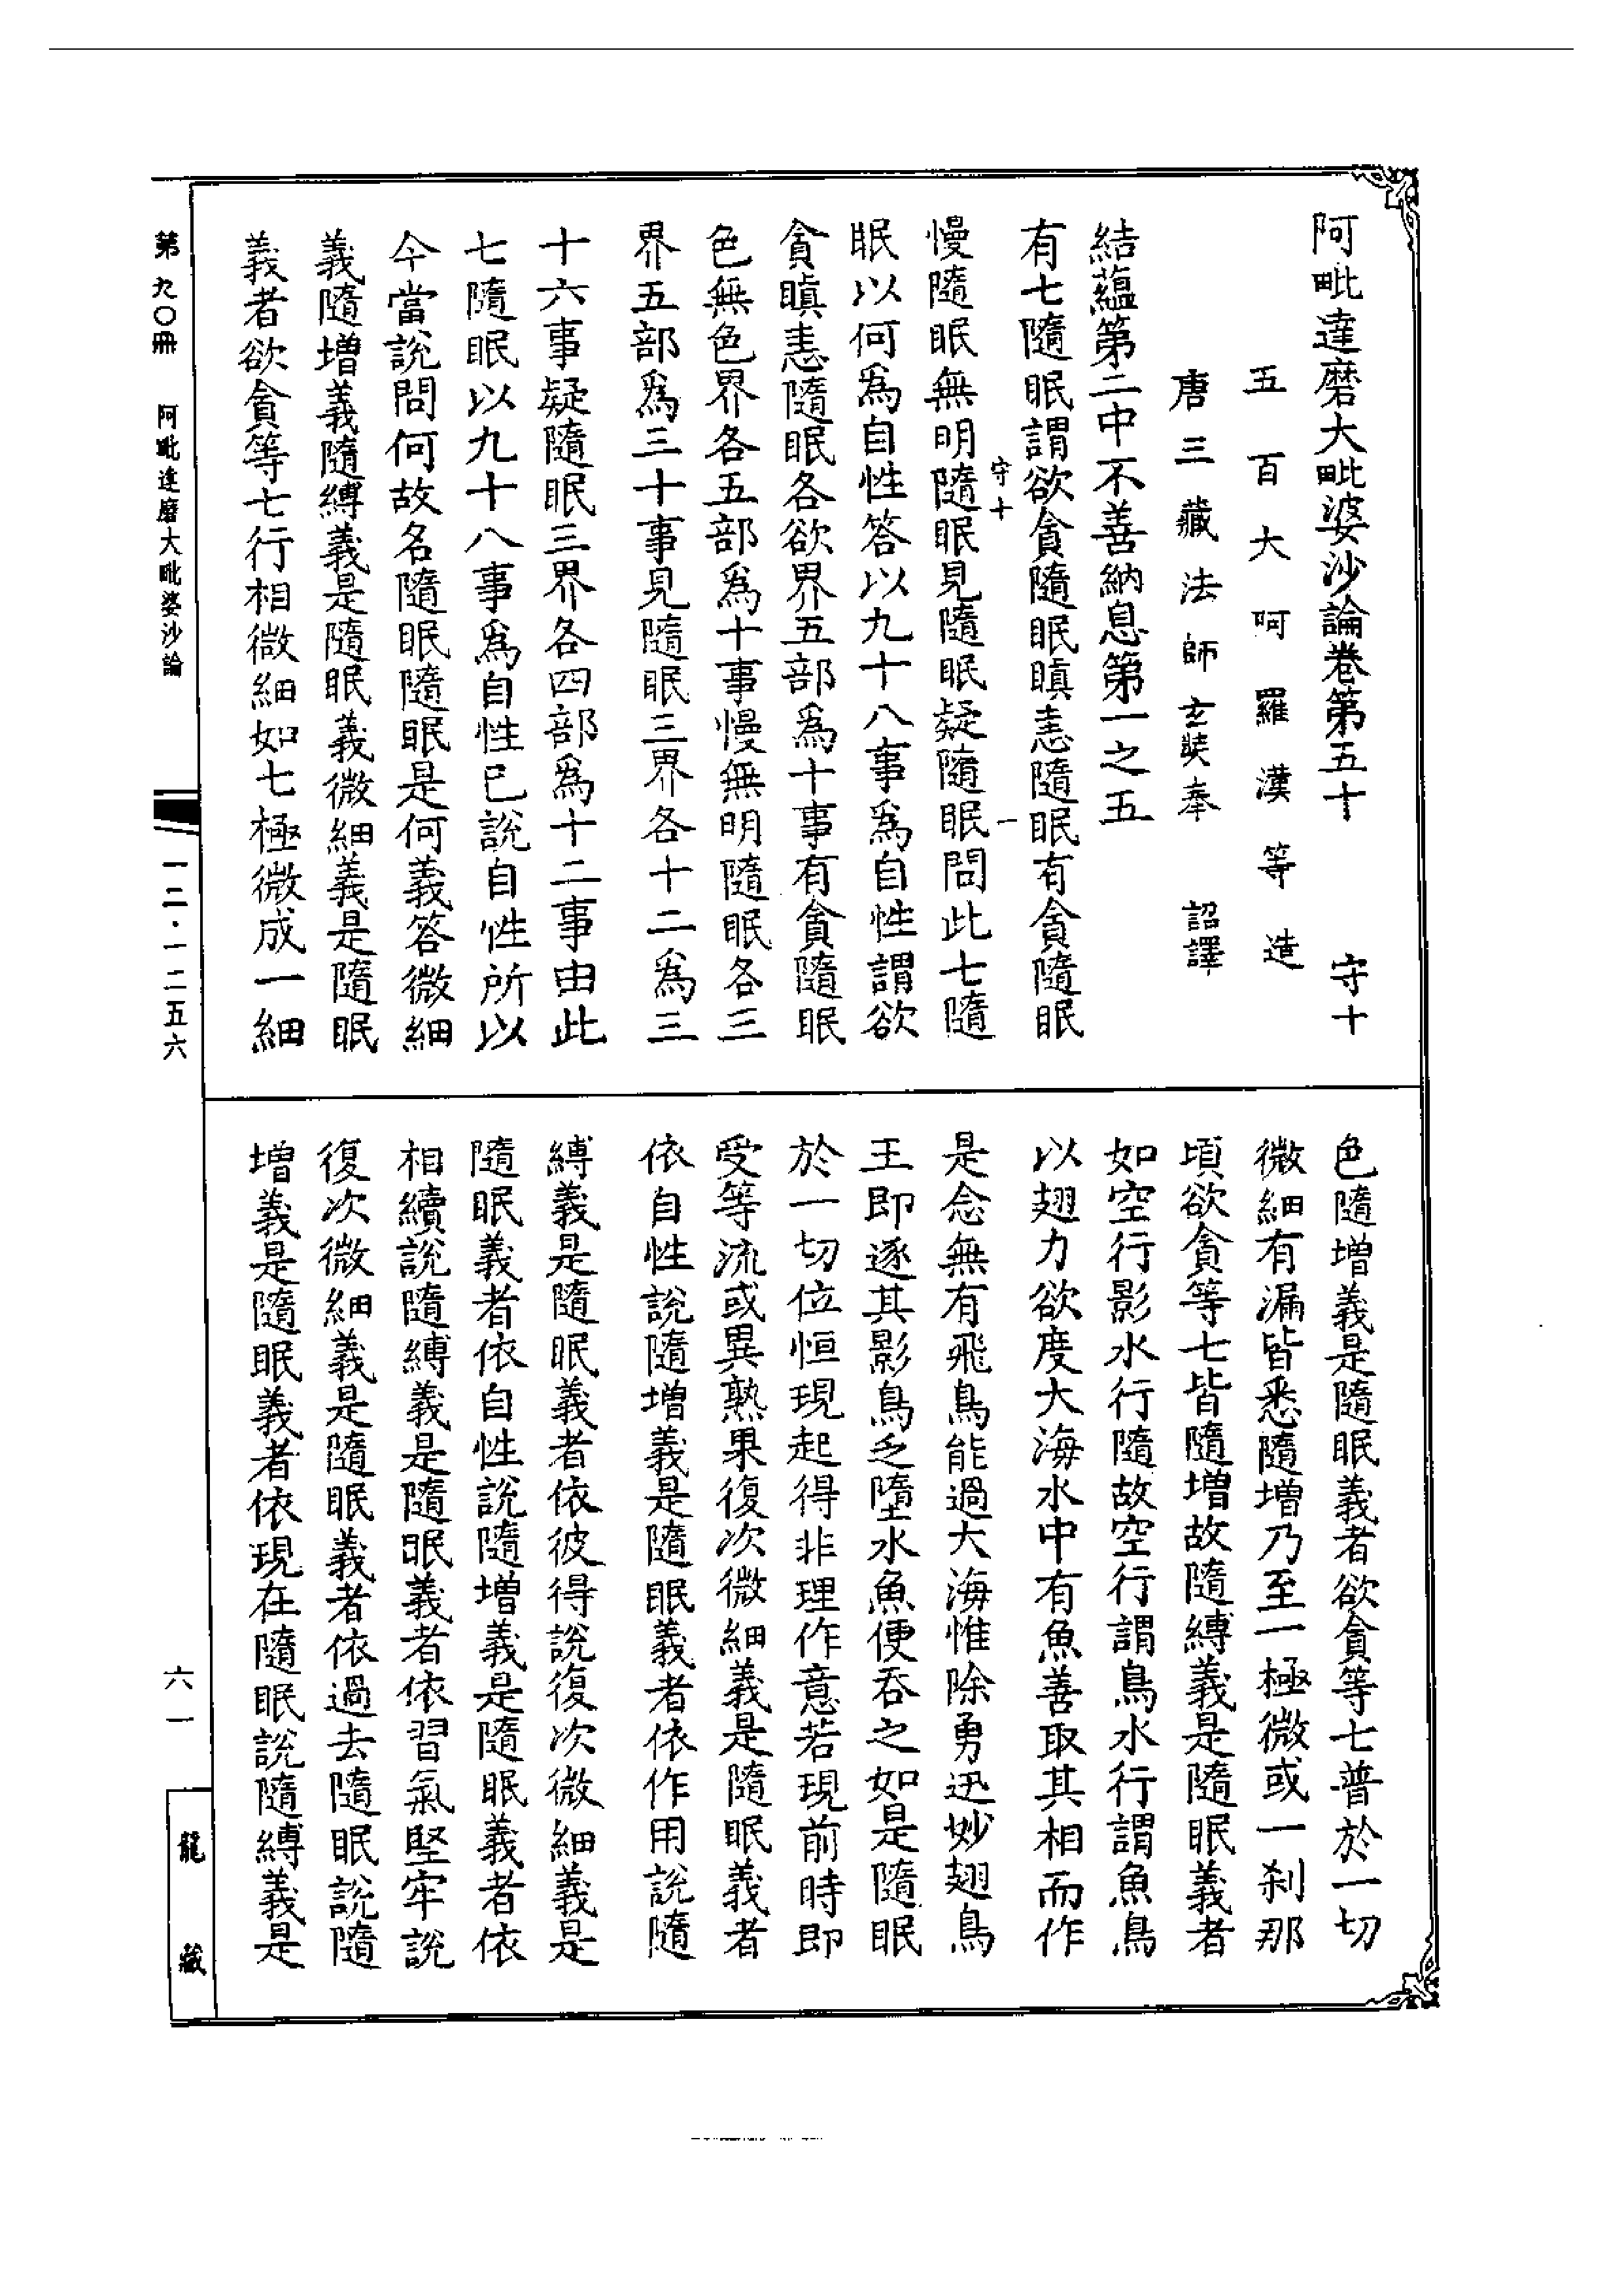 阿毗達磨大毗婆沙論卷第五十 守十
五百大阿羅漢等造
唐三藏法師玄奘奉 詔譯
結蘊第二中不善納息第一之五
有七隨眠謂欲貪隨眠瞋恚隨眠有貪隨眠
守十 一
慢隨眠無明隨眠見隨眠疑隨眠問此七隨
眠以何爲自性答以九十八事爲自性謂欲
貪瞋恚隨眠各欲界五部爲十事有貪隨眠
色無色界各五部爲十事慢無明隨眠各三
界五部爲三十事見隨眠三界各十二爲三
十六事疑隨眠三界各四部爲十二事由此
七隨眠以九十八事爲自性已說自性所以
今當說問何故名隨眠隨眠是何義答微細
義隨增義隨縛義是隨眠義微細義是隨眠
義者欲貪等七行相微細如七極微成一細
色隨增義是隨眠義者欲貪等七普於一切
微細有漏皆悉隨增乃至一極微或一刹那
頃欲貪等七皆隨增故隨縛義是隨眠義者
如空行影水行隨故空行謂鳥水行謂魚鳥
以翅力欲度大海水中有魚善取其相而作
是念無有飛鳥能過大海惟除勇迅妙翅鳥
王即逐其影鳥乏墮水魚便吞之如是隨眠
於一切位恒現起得非理作意若現前時即
受等流或異熟果復次微細義是隨眠義者
依自性說隨增義是隨眠義者依作用說隨
縛義是隨眠義者依彼得說復次微細義是
隨眠義者依自性說隨增義是隨眠義者依
相續說隨縛義是隨眠義者依習氣堅牢說
復次微細義是隨眠義者依過去隨眠說隨
增義是隨眠義者依現在隨眠說隨縛義是
第九〇冊 阿毗達磨大毗婆沙論
一二·一二五六
六一
龍藏